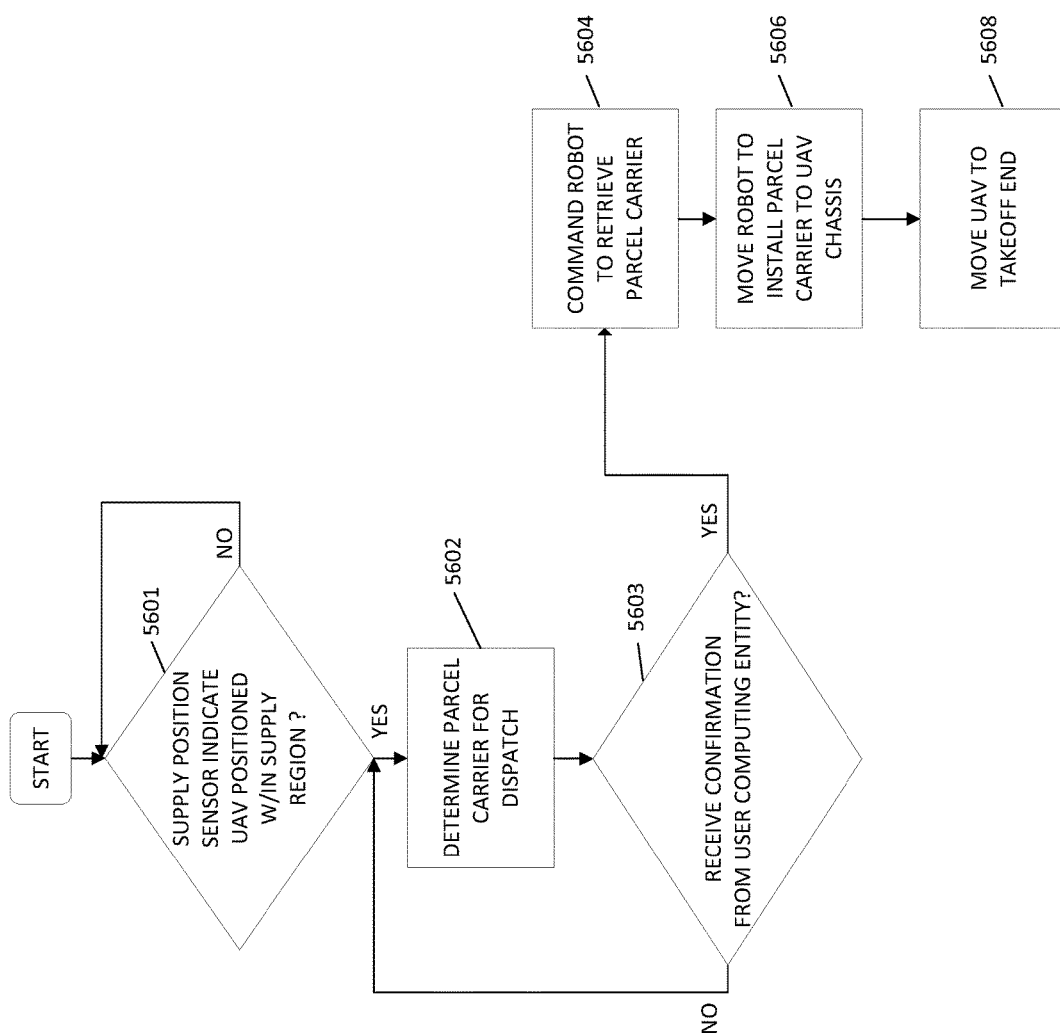 START
SUPPLY POSITION
SENSOR INDICATE
UAV POSITIONED
W/IN SUPPLY
REGION ?
5601
NO
YES
DETERMINE PARCEL
CARRIER FOR
DISPATCH
5602
RECEIVE CONFIRMATION
FROM USER COMPUTING ENTITY?
5603
NO
YES
COMMAND ROBOT
TO RETRIEVE
PARCEL CARRIER
5604
MOVE ROBOT TO
INSTALL PARCEL
CARRIER TO UAV
CHASSIS
5606
MOVE UAV TO
TAKEOFF END
5608